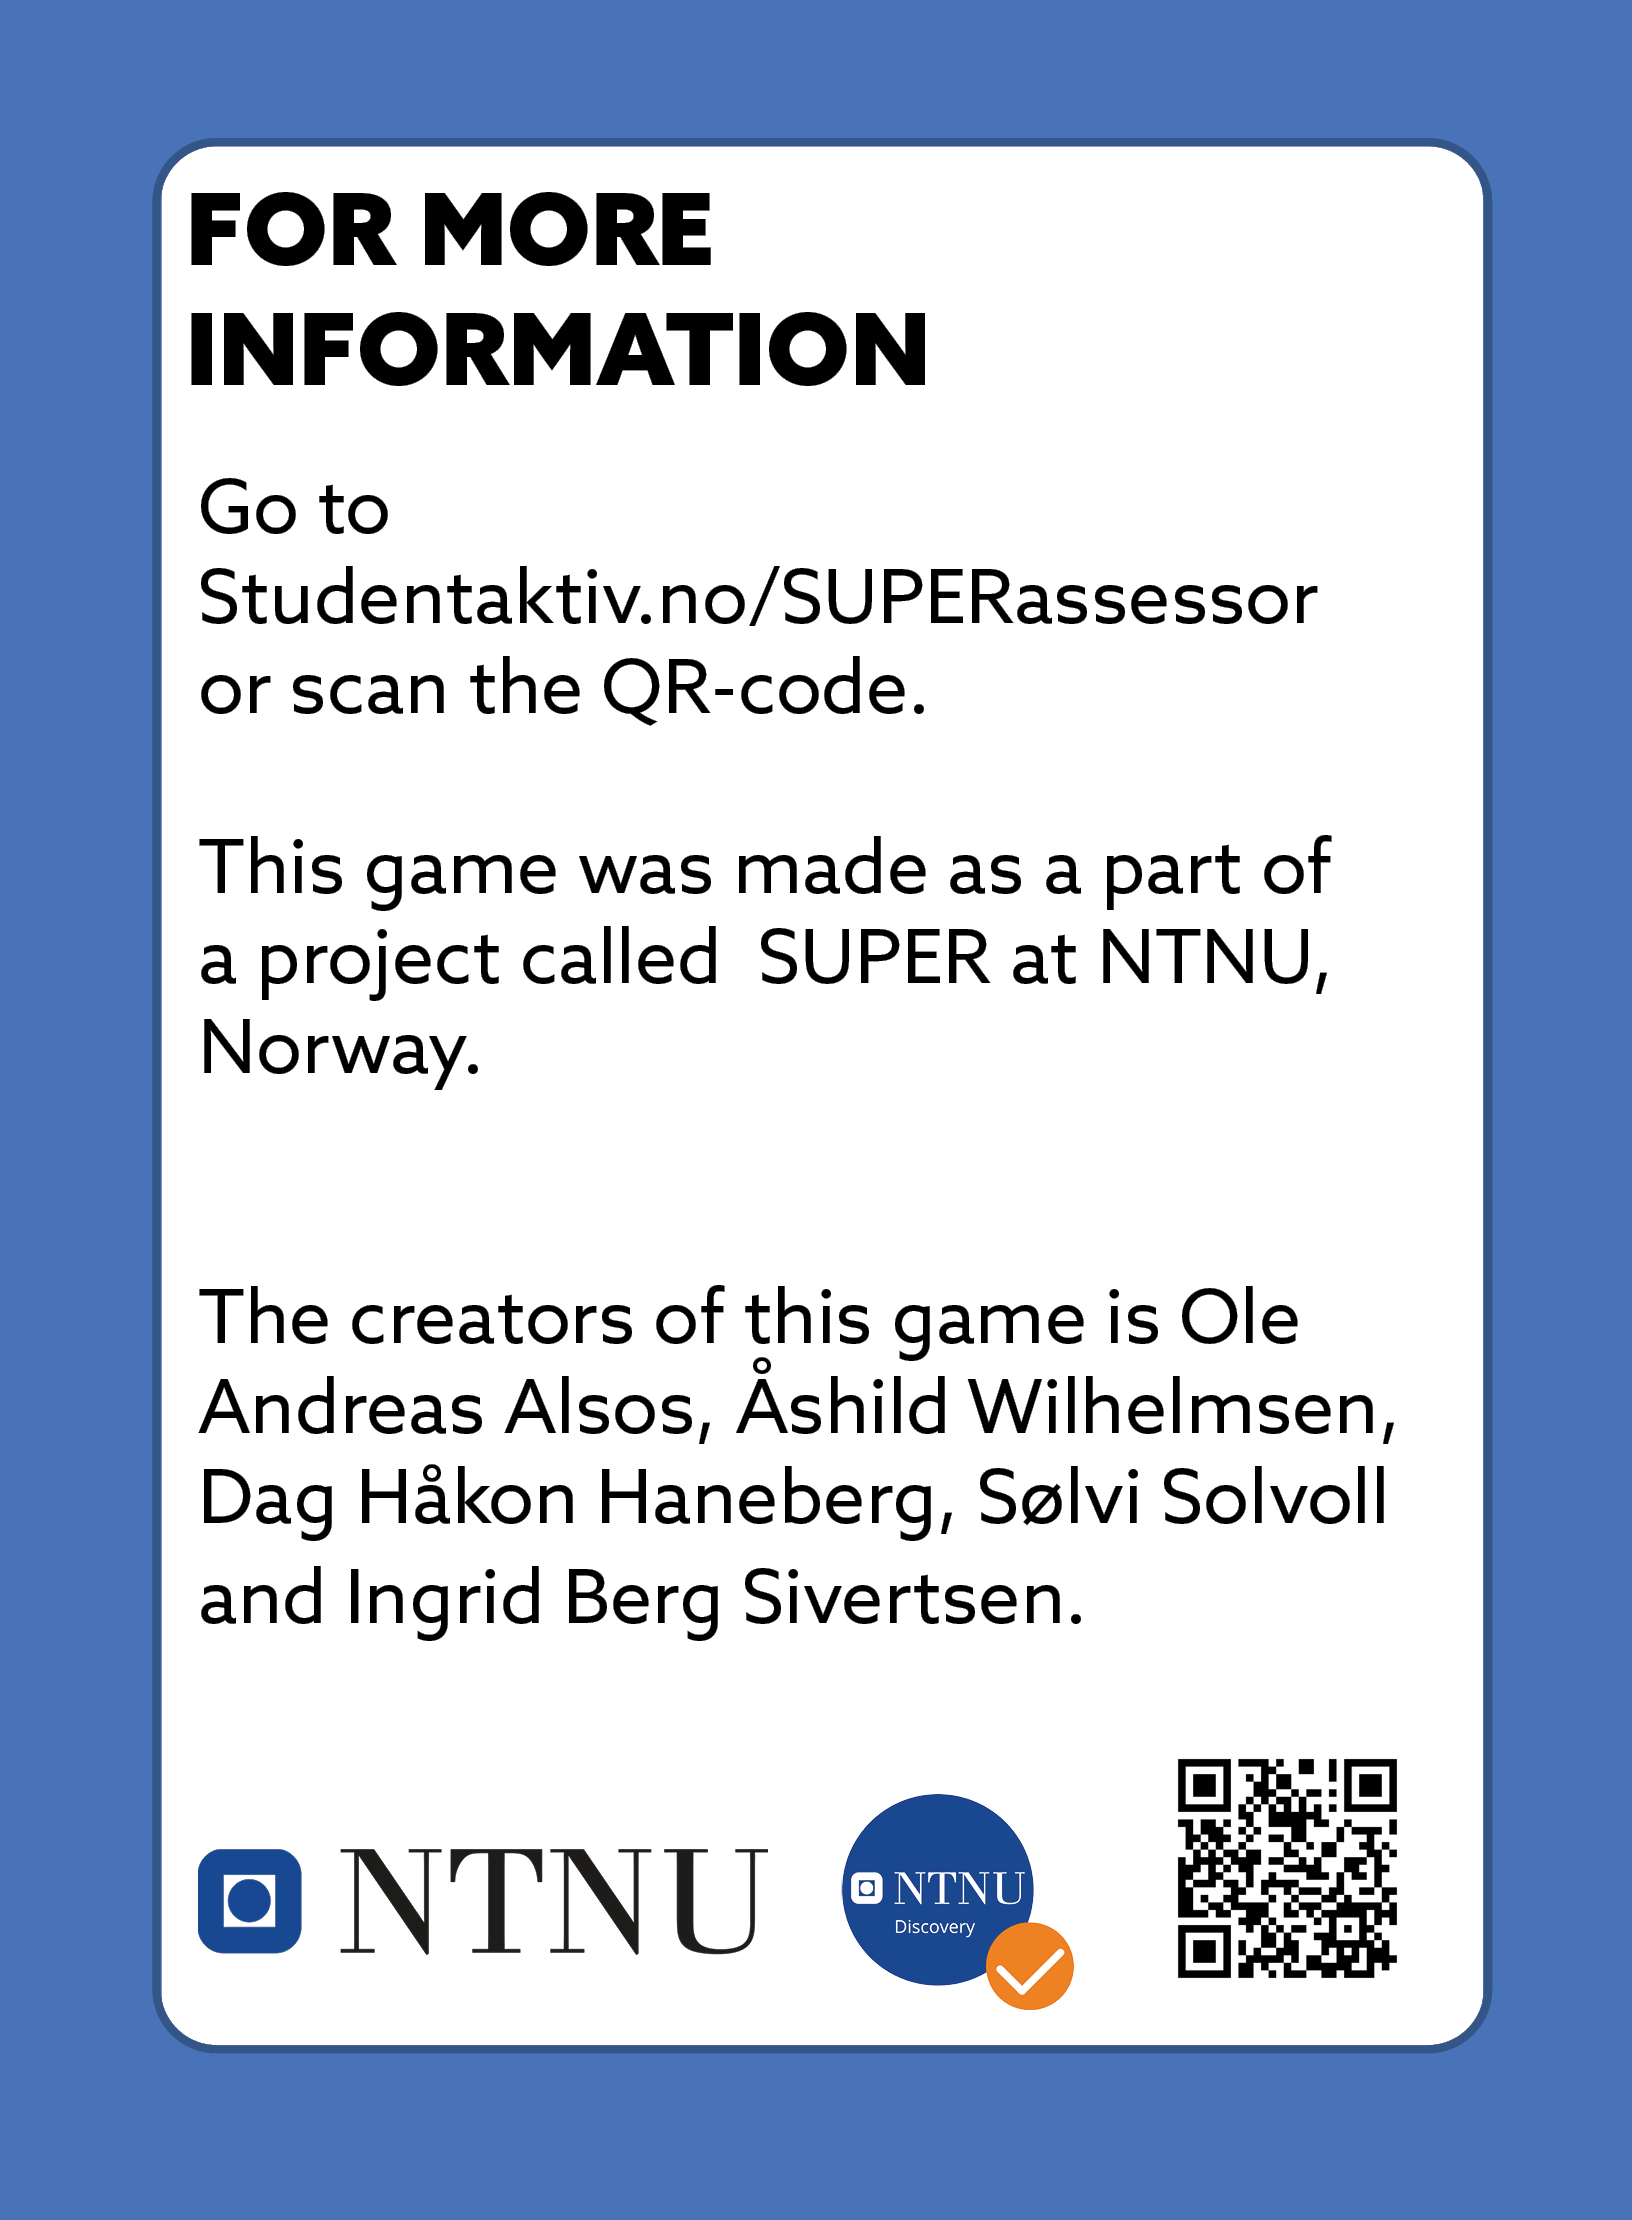 FOR MORE
INFORMATION
Go to
Studentaktiv.no/SUPERassessor
or scan the QR-code.
This game was made as a part of
a project called  SUPER at NTNU,
Norway.
The creators of this game is Ole
Andreas Alsos, Åshild Wilhelmsen,
Dag Håkon Haneberg, Sølvi Solvoll
and Ingrid Berg Sivertsen.
NTNU
NTNU
Discovery